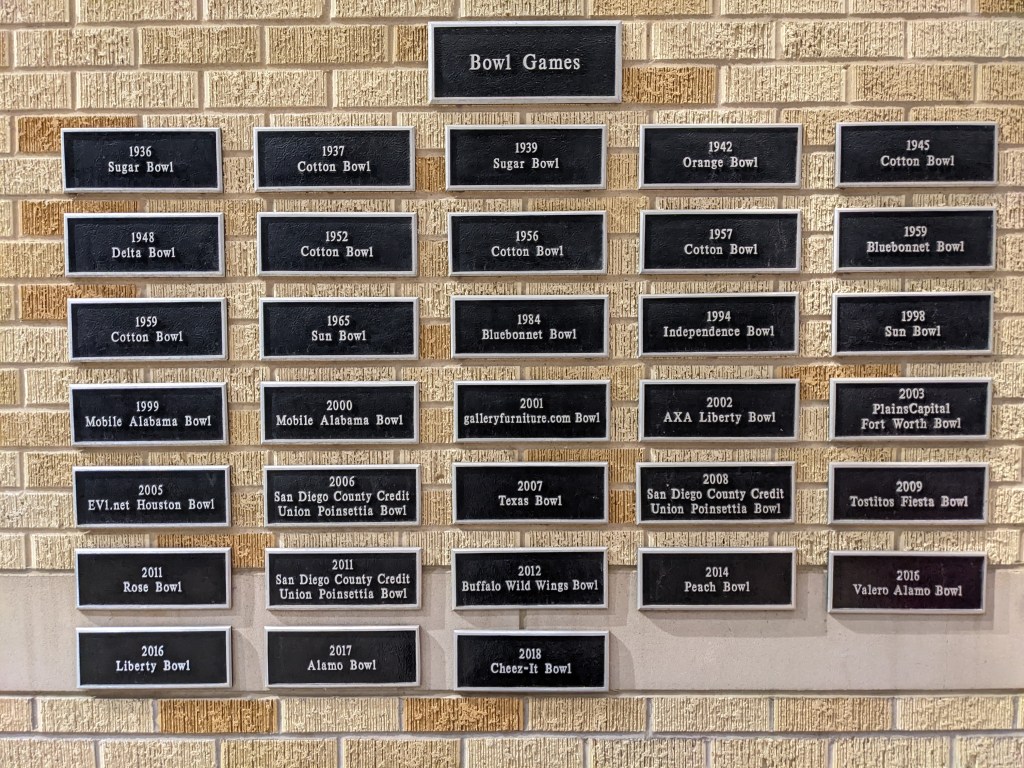 Bowl Games
1936
Sugar Bowl
1937
Cotton Bowl
1939
Sugar Bowl
1942
Orange Bowl
1945
Cotton Bowl
1948
Delta Bowl
1952
Cotton Bowl
1956
Cotton Bowl
1957
Cotton Bowl
1959
Bluebonnet Bowl
1959
Cotton Bowl
1965
Sun Bowl
1984
Bluebonnet Bowl
1994
Independence Bowl
1998
Sun Bowl
1999
Mobile Alabama Bowl
2000
Mobile Alabama Bowl
2001
galleryfurniture.com Bowl
2002
AXA Liberty Bowl
2003
PlainsCapital
Fort Worth Bowl
2005
EV1.net Houston Bowl
2006
San Diego County Credit
Union Poinsettia Bowl
2007
Texas Bowl
2008
San Diego County Credit
Union Poinsettia Bowl
2009
Tostitos Fiesta Bowl
2011
Rose Bowl
2011
San Diego County Credit
Union Poinsettia Bowl
2012
Buffalo Wild Wings Bowl
2014
Peach Bowl
2016
Valero Alamo Bowl
2016
Liberty Bowl
2017
Alamo Bowl
2018
Cheez-It Bowl